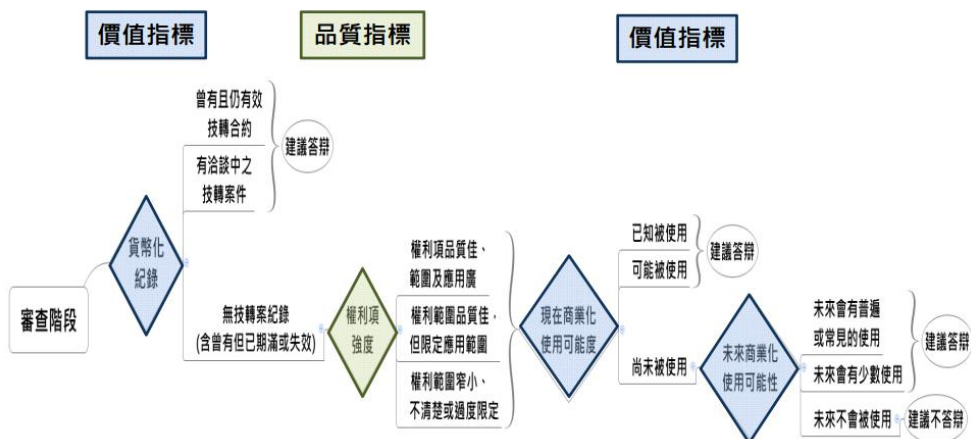 價值指標
品質指標
價值指標
審查階段
貨幣化
紀錄
曾有且仍有效
技轉合約
有洽談中之
技轉案件
建議答辯
無技轉案紀錄
(含曾有但已期滿或失效)
權利項
強度
權利項品質佳、
範圍及應用廣
權利範圍品質佳,
但限定應用範圍
權利範圍窄小、
不清楚或過度限定
現在商業化
使用可能度
已知被使用
可能被使用
建議答辯
尚未被使用
未來商業化
使用可能性
未來會有普遍
或常見的使用
未來會有少數使用
建議答辯
未來不會被使用
建議不答辯